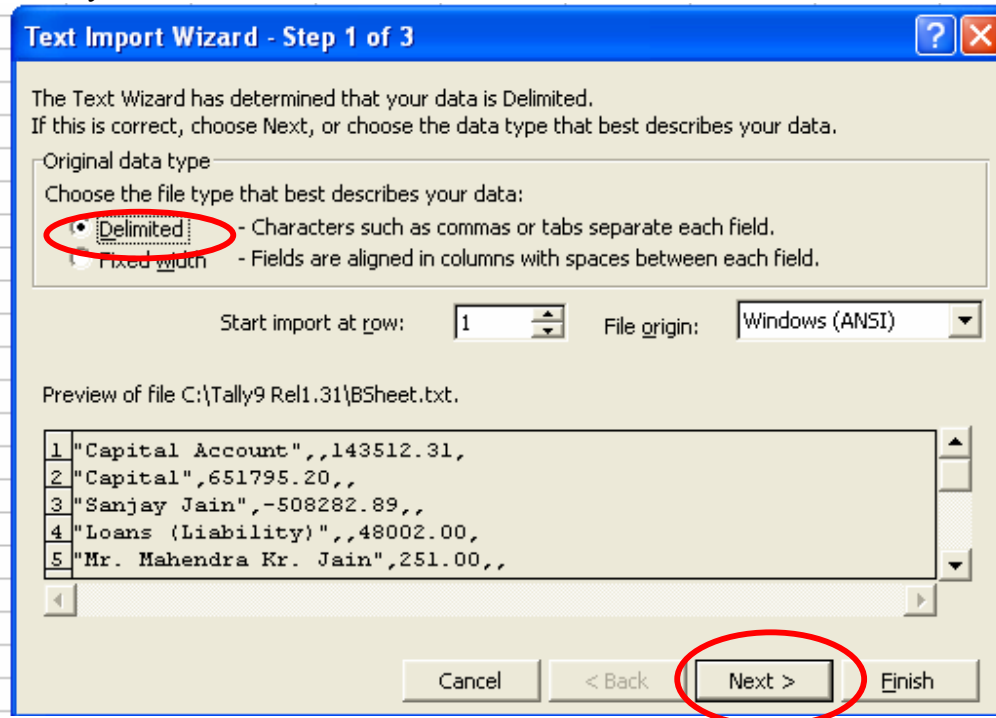 Text Import Wizard - Step 1 of 3
The Text Wizard has determined that your data is Delimited.
If this is correct, choose Next, or choose the data type that best describes your data.
Original data type
Choose the file type that best describes your data:
Delimited - Characters such as commas or tabs separate each field.
Fixed width - Fields are aligned in columns with spaces between each field.
Start import at row: 1 File origin: Windows (ANSI)
Preview of file C:\Tally9 Rel1.31\BSheet.txt.
1 "Capital Account",,143512.31,
2 "Capital",651795.20,,
3 "Sanjay Jain",-508282.89,,
4 "Loans (Liability)",,48002.00,
5 "Mr. Mahendra Kr. Jain",251.00,,
Cancel < Back Next > Finish